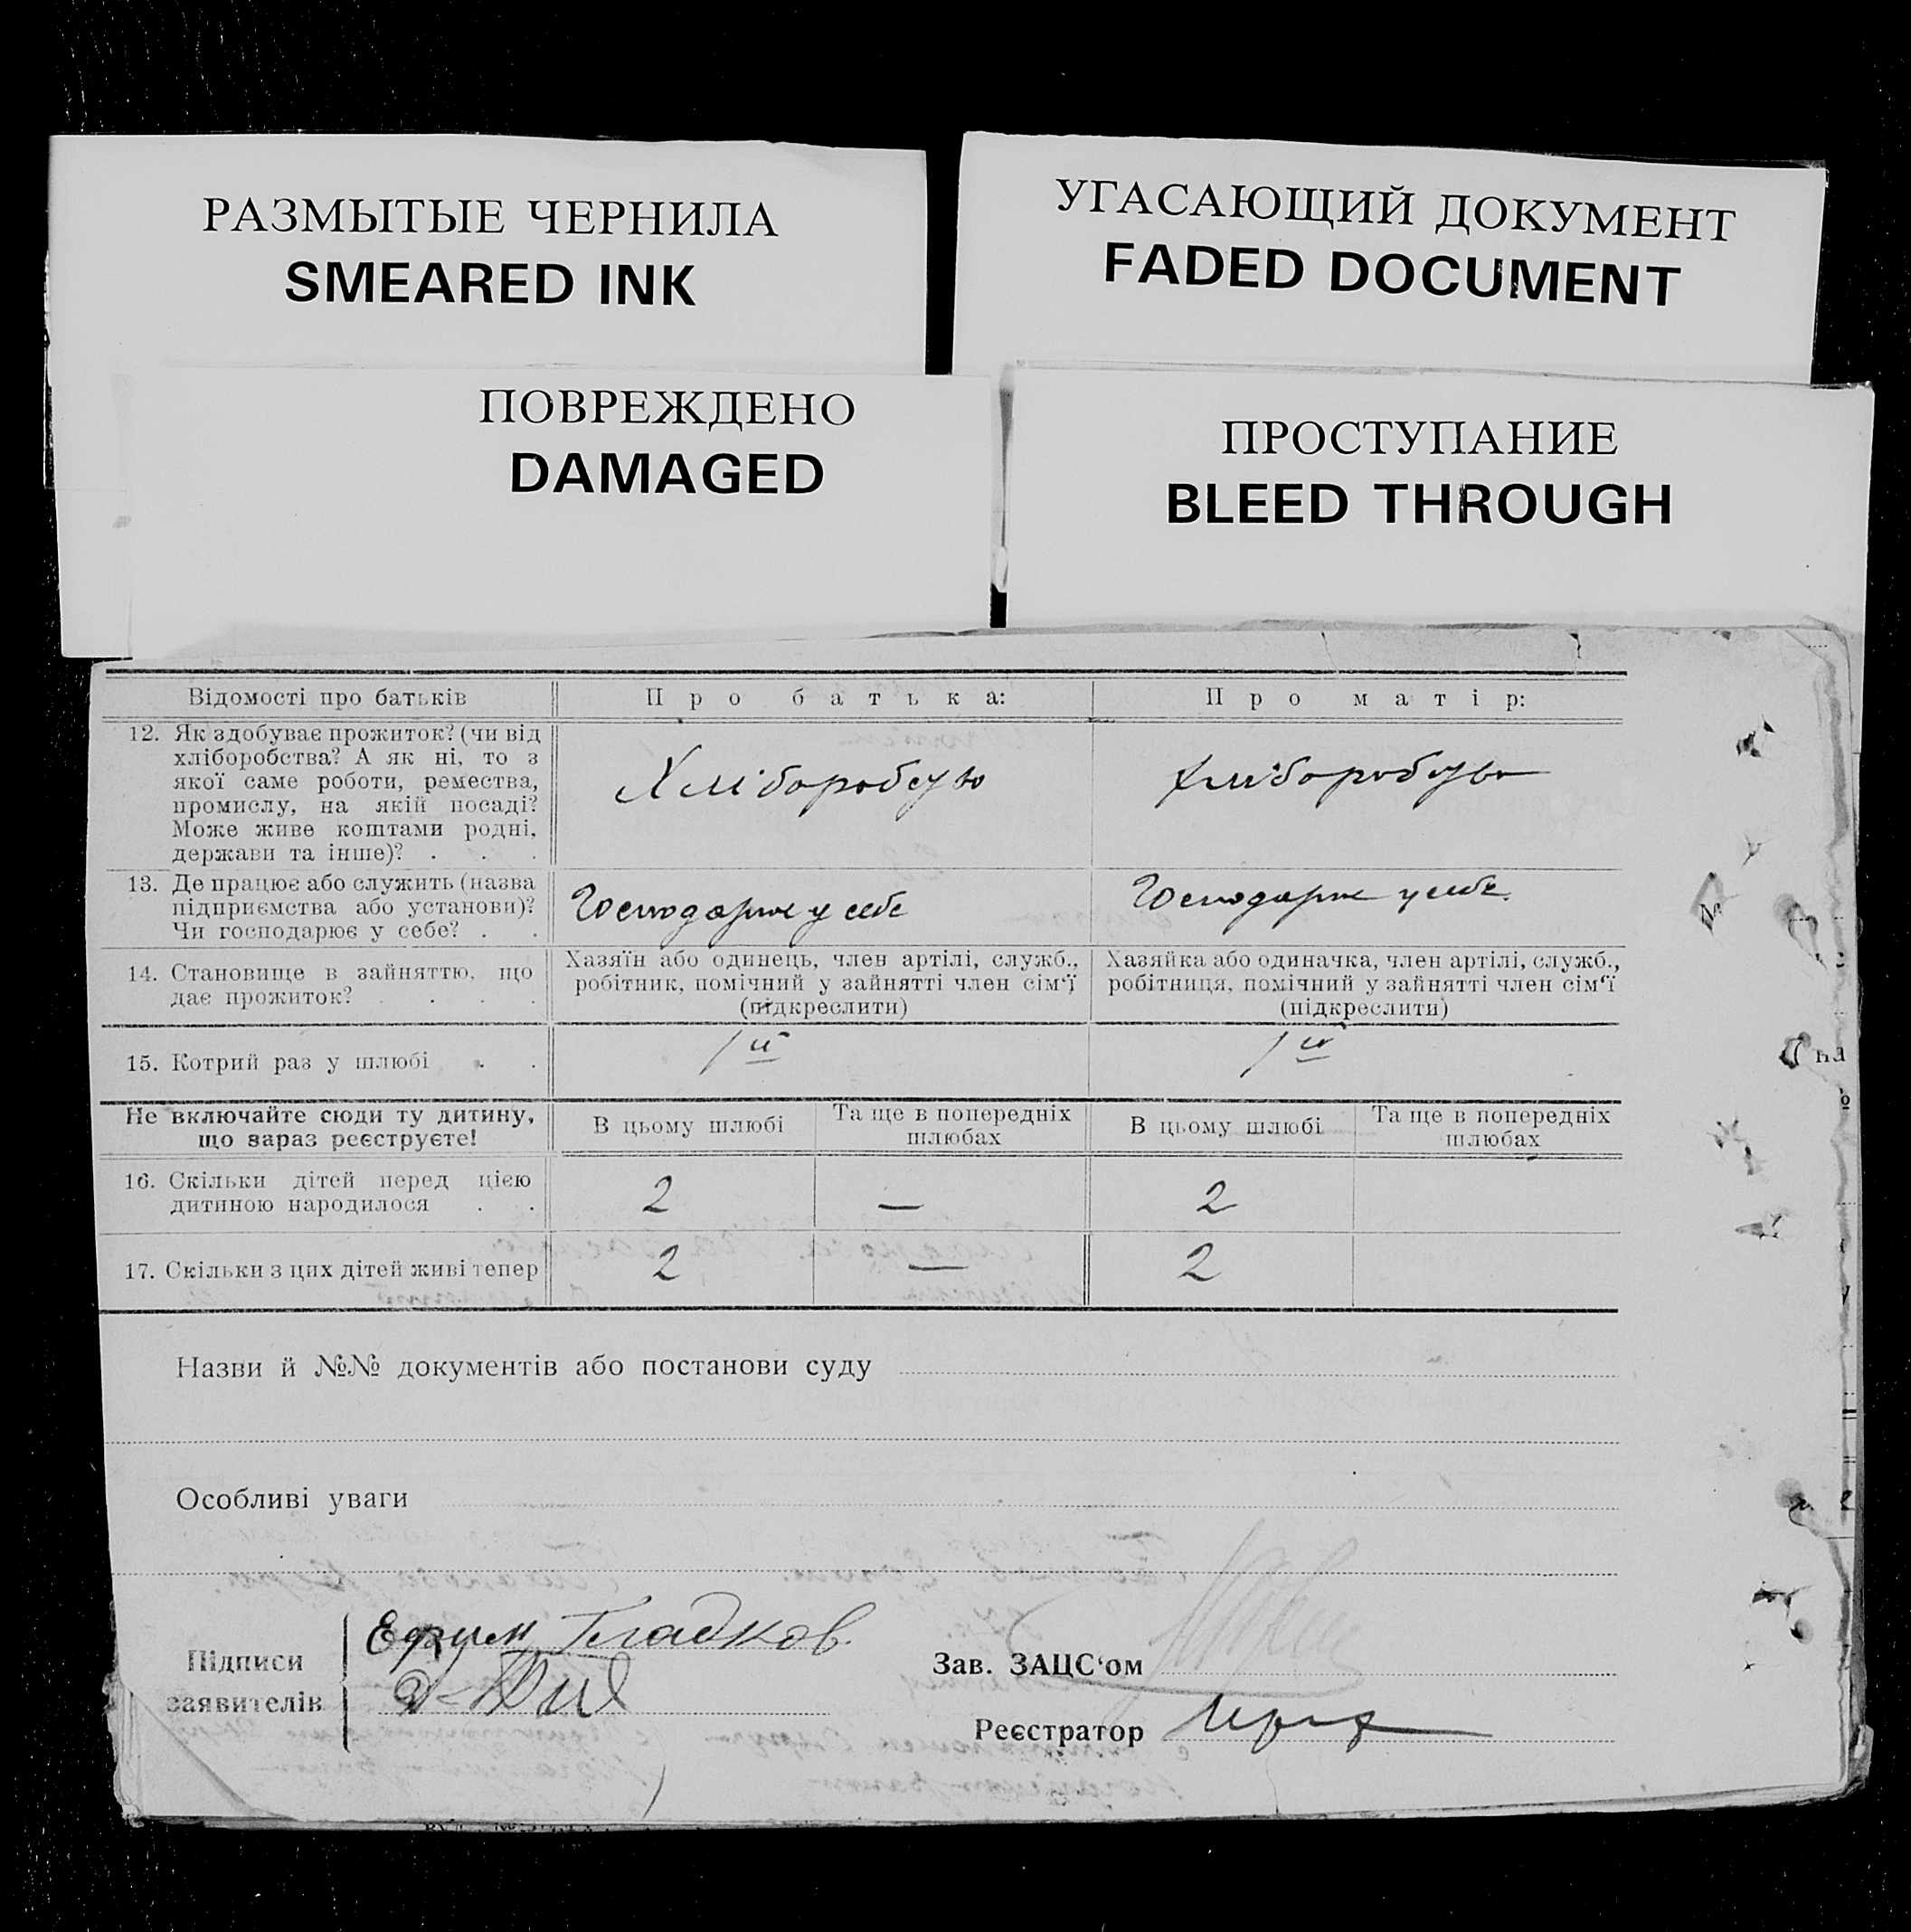 РАЗМЫТЫЕ ЧЕРНИЛА
SMEARED INK
УГАСАЮЩИЙ ДОКУМЕНТ
FADED DOCUMENT
ПОВРЕЖДЕНО
DAMAGED
ПРОСТУПАНИЕ
BLEED THROUGH
Відомості про батьків
Про батька:
Про матір:
12. Як здобуває прожиток? (чи від
хліборобства? А як ні, то з
якої саме роботи, ремества,
промислу, на якій посаді?
Може живе коштами родні,
держави та інше)? . . .
Хліборобствую
Хліборобствую
13. Де працює або служить (назва
підприємства або установи)?
Чи господарює у себе? . .
Господарює у себе
Господарює у себе
14. Становище в зайняттю, що
дає прожиток? . . . .
Хазяїн або одинець, член артілі, служб.,
робітник, помічний у зайнятті член сім'ї
(підкреслити)
Хазяйка або одиначка, член артілі, служб.,
робітниця, помічний у зайнятті член сім'ї
(підкреслити)
15. Котрий раз у шлюбі . .
1й
1й
Не включайте сюди ту дитину,
що зараз реєструєте!
В цьому шлюбі
Та ще в попередніх
шлюбах
В цьому шлюбі
Та ще в попередніх
шлюбах
16. Скільки дітей перед цією
дитиною народилося . .
2
—
2
17. Скільки з цих дітей живі тепер
2
—
2
Назви й №№ документів або постанови суду
Особливі уваги
Підписи
заявителів
Ефим Гладков.
Зав. ЗАЦС'ом
Реєстратор